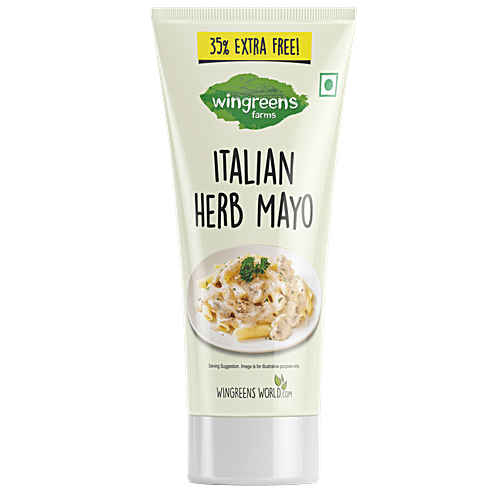 35% EXTRA FREE!
wingreens
farms
ITALIAN
HERB MAYO
Serving Suggestion. Image is for illustrative purpose only.
WINGREENS WORLD.COM